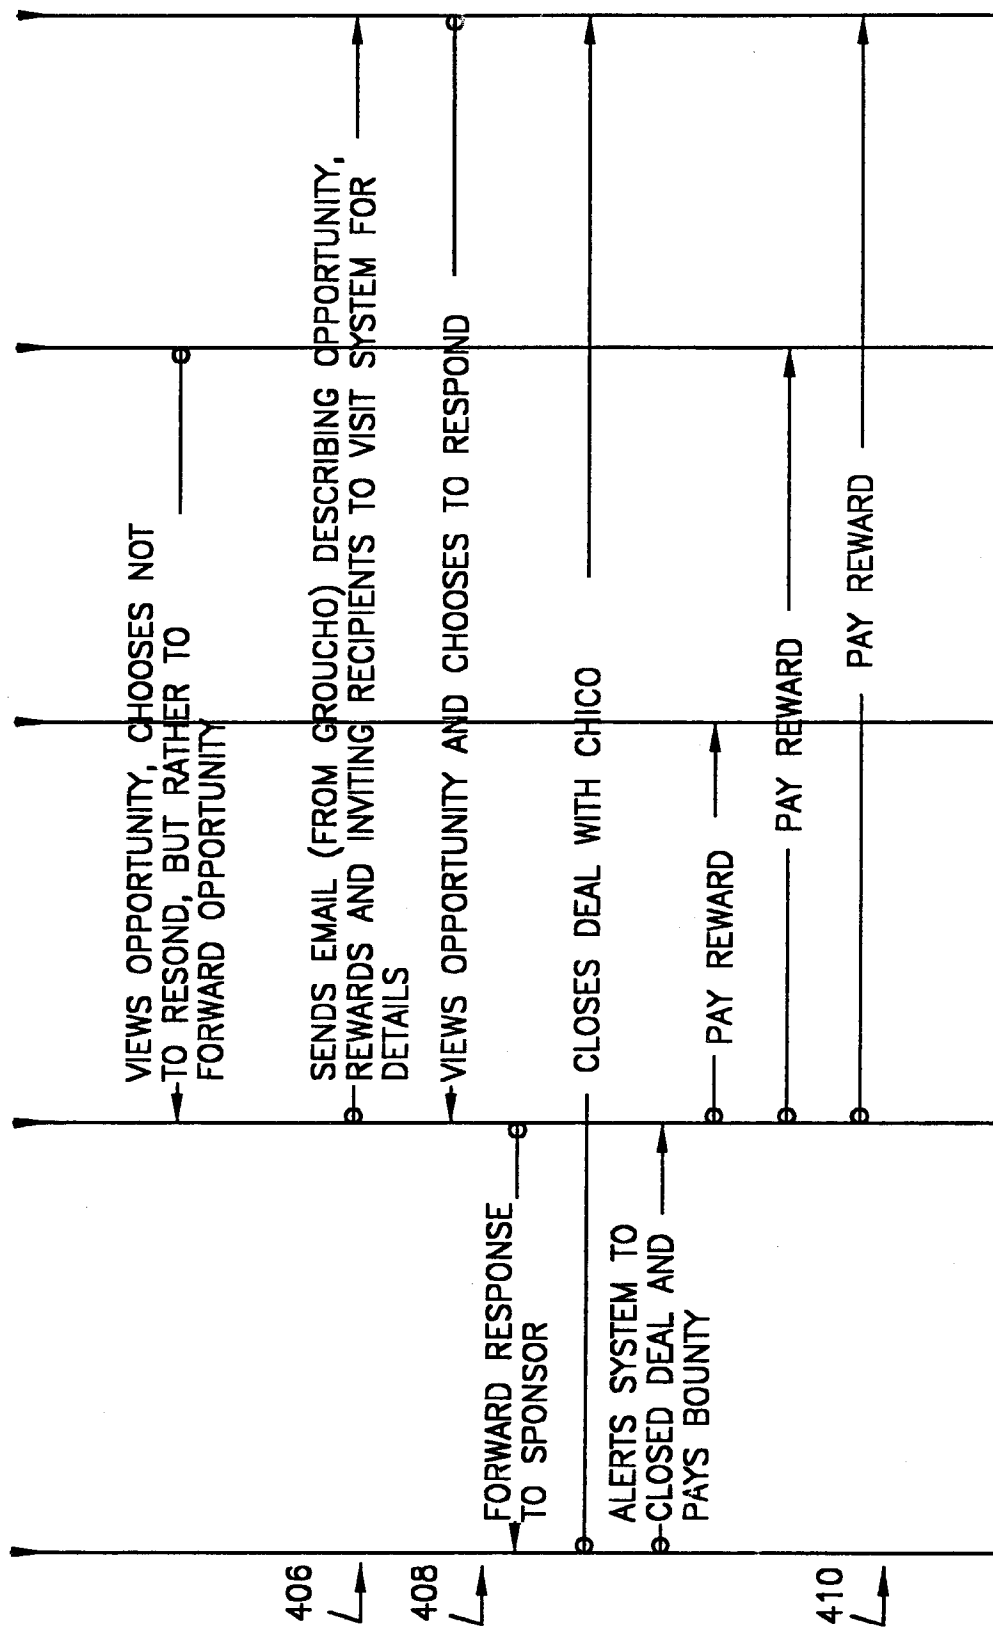 VIEWS OPPORTUNITY, CHOOSES NOT
TO RESOND, BUT RATHER TO
FORWARD OPPORTUNITY
406
SENDS EMAIL (FROM GROUCHO) DESCRIBING OPPORTUNITY,
REWARDS AND INVITING RECIPIENTS TO VISIT SYSTEM FOR
DETAILS
408
VIEWS OPPORTUNITY AND CHOOSES TO RESPOND
FORWARD RESPONSE
TO SPONSOR
CLOSES DEAL WITH CHICO
ALERTS SYSTEM TO
CLOSED DEAL AND
PAYS BOUNTY
PAY REWARD
PAY REWARD
410
PAY REWARD